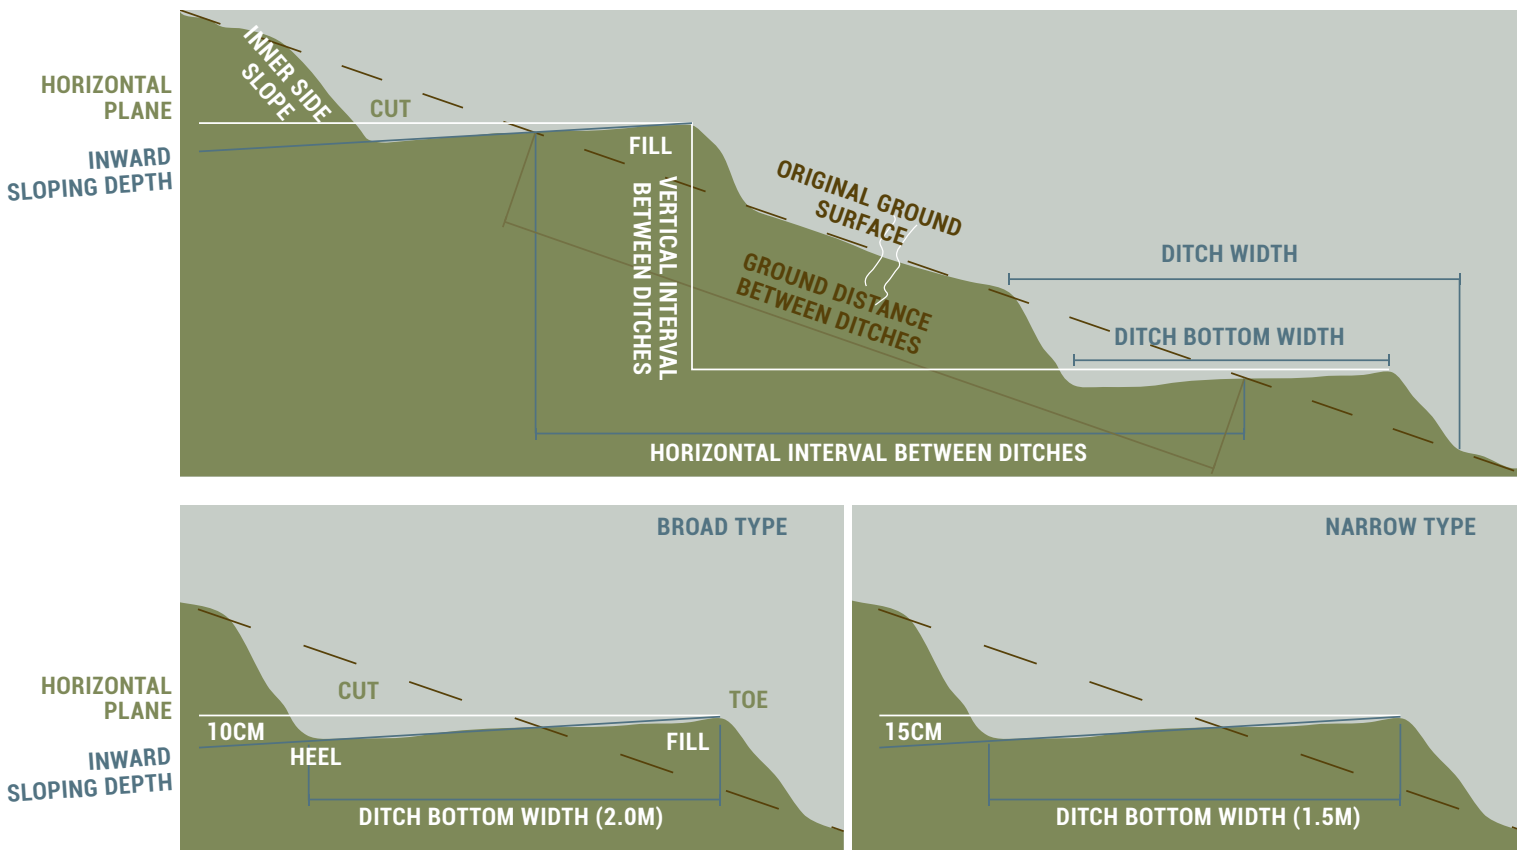 INNER SIDE
SLOPE
HORIZONTAL
PLANE
CUT
INWARD
SLOPING DEPTH
FILL
VERTICAL INTERVAL
BETWEEN DITCHES
ORIGINAL GROUND
SURFACE
GROUND DISTANCE
BETWEEN DITCHES
DITCH WIDTH
DITCH BOTTOM WIDTH
HORIZONTAL INTERVAL BETWEEN DITCHES
BROAD TYPE
HORIZONTAL
PLANE
CUT
TOE
10CM
FILL
INWARD
SLOPING DEPTH
HEEL
DITCH BOTTOM WIDTH (2.0M)
NARROW TYPE
15CM
DITCH BOTTOM WIDTH (1.5M)